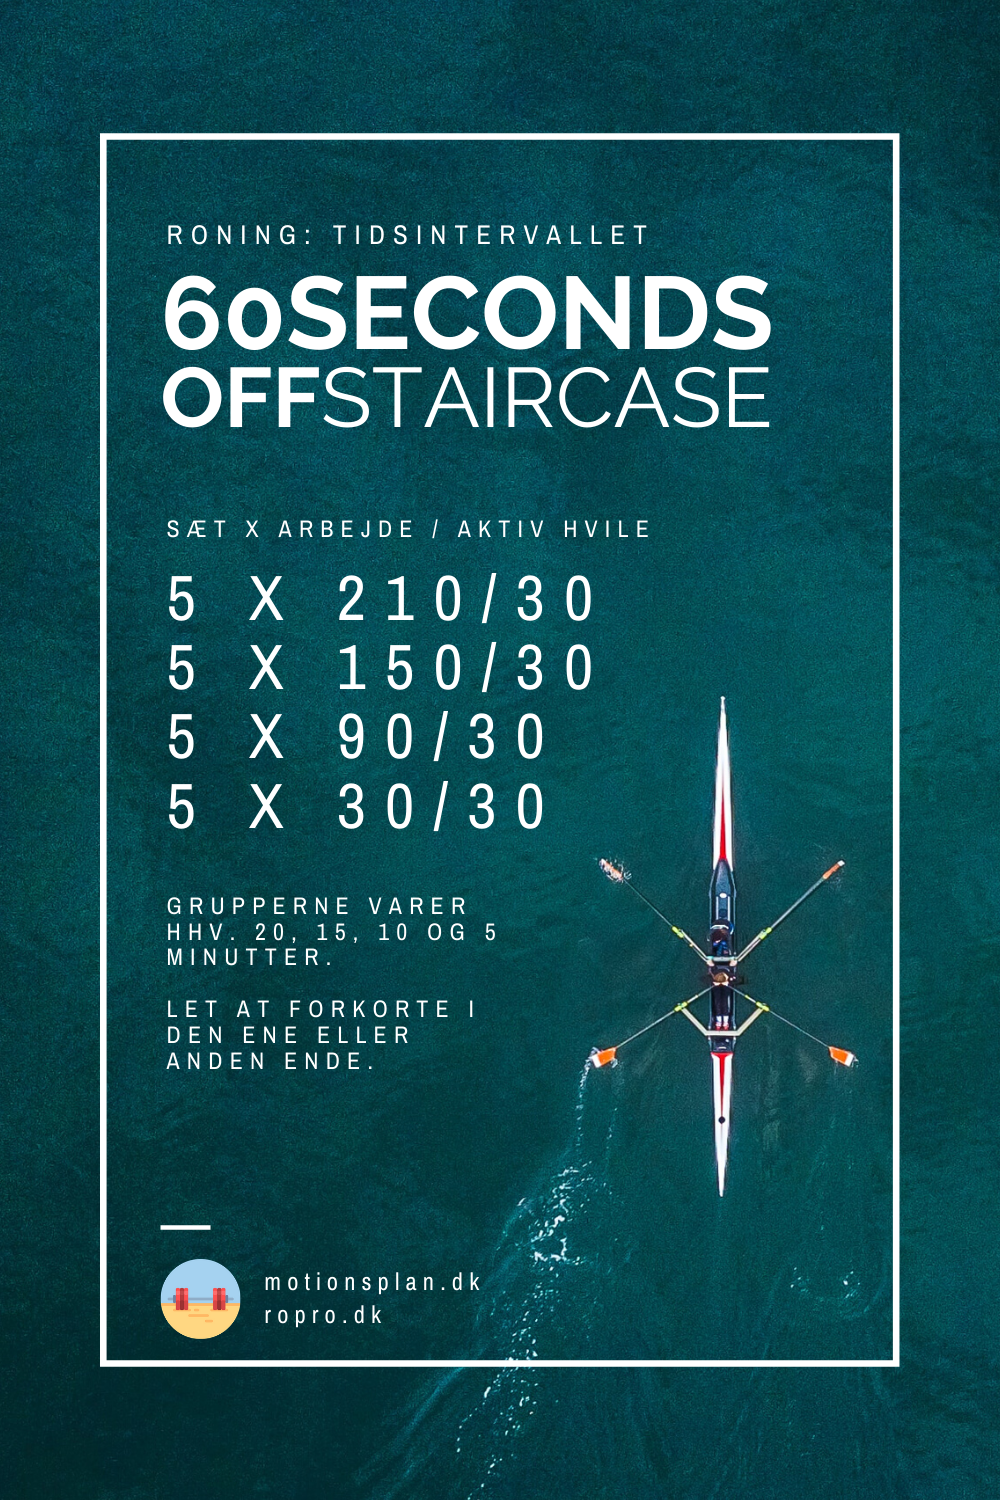 RONING: TIDSINTERVALLET
60SECONDS
OFFSTAIRCASE
SÆT X ARBEJDE / AKTIV HVILE
5 X 210/30
5 X 150/30
5 X 90/30
5 X 30/30
GRUPPERNE VARER
HHV. 20, 15, 10 OG 5
MINUTTER.
LET AT FORKORTE I
DEN ENE ELLER
ANDEN ENDE.
motionsplan.dk
ropro.dk